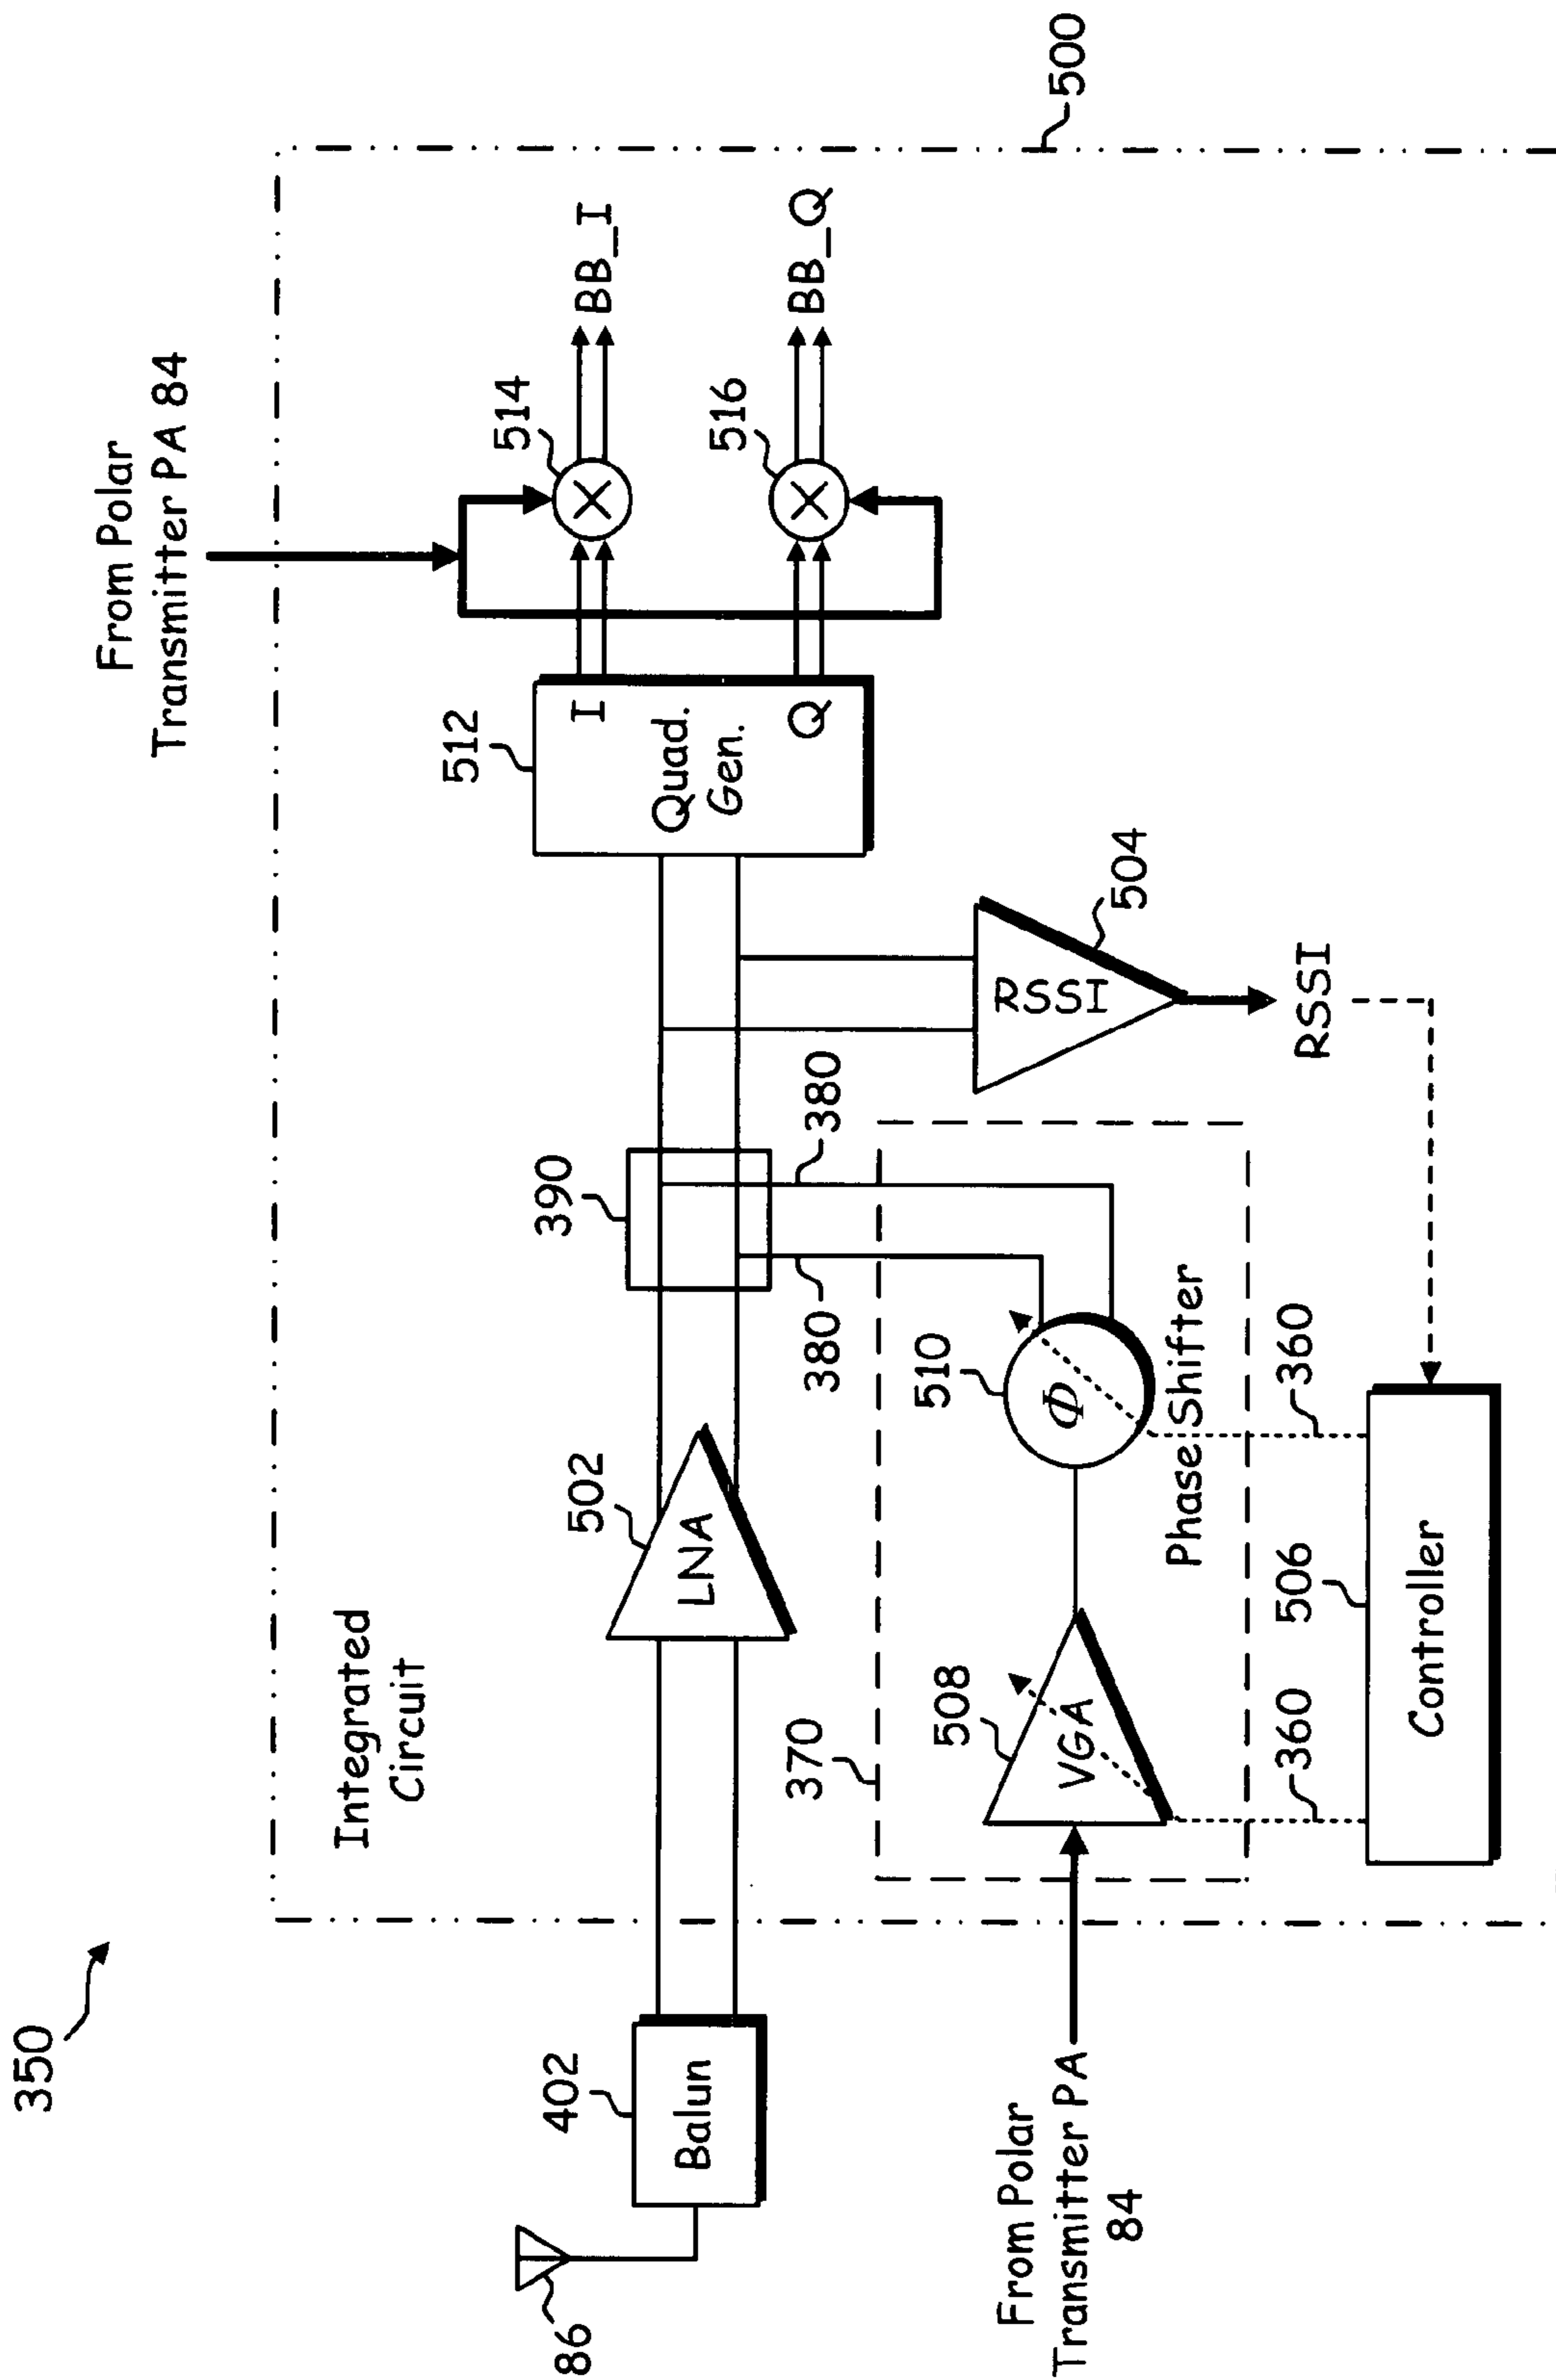 350
From Polar
Transmitter PA 84
Integrated
Circuit
500
86
402
Balun
502
LNA
390
512
Quad.
Gen.
I
Q
514
BB_I
516
BB_Q
380
380
RSSI
504
RSSI
370
From Polar
Transmitter PA
84
508
VGA
510
Φ
Phase Shifter
360
506
360
Controller